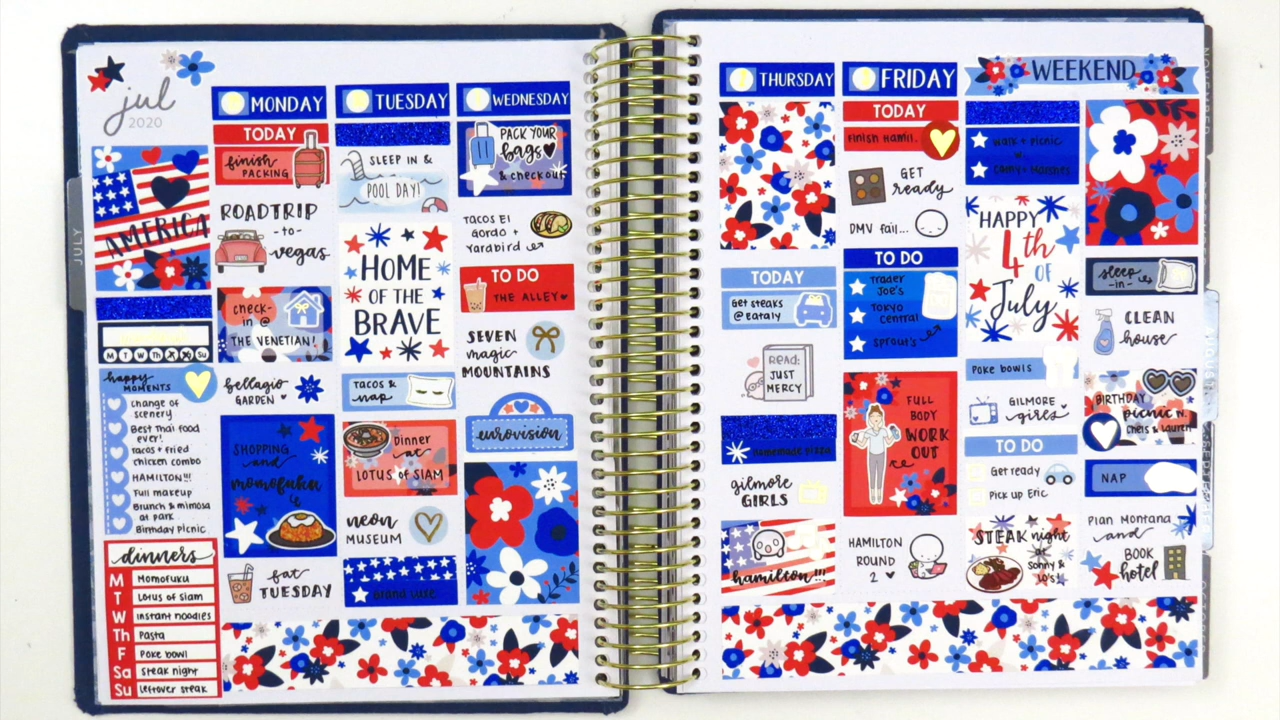 jul
2020
AMERICA
M T W Th F Sa Su
happy
MOMENTS
change of
scenery
Best Thai food
ever!
tacos + fried
chicken combo
HAMILTON!!!
Full makeup
Brunch & mimosa
at park
Birthday Picnic
dinners
M Momofuku
T Lotus of siam
W instant noodles
Th Pasta
F Poke bowl
Sa steak night
Su leftover steak
MONDAY
TODAY
finish
PACKING
ROADTRIP
-to-
vegas
check-
in @
THE VENETIAN!
bellagio
GARDEN
SHOPPING
and
momofuku
fat
TUESDAY
TUESDAY
SLEEP IN &
POOL DAY!
HOME
OF THE
BRAVE
TACOS &
nap
Dinner
at
LOTUS OF SIAM
neon
MUSEUM
Grand Luxe
WEDNESDAY
PACK YOUR
bags
& check out
TACOS El
Gordo +
Yardbird
TO DO
THE ALLEY
SEVEN
magic
MOUNTAINS
eurovision
THURSDAY
TODAY
Get steaks
@ Eataly
READ:
JUST
MERCY
homemade pizza
gilmore
GIRLS
hamilton!!!
FRIDAY
TODAY
Finish Hamil.
GET
ready
DMV fail...
TO DO
Trader
Joe's
Tokyo
Central
Sprout's
FULL
BODY
WORK
OUT
HAMILTON
ROUND
2
WEEKEND
walk + picnic
w.
HAPPY
4th
OF
July
Poke bowls
GILMORE
girls
TO DO
Get ready
Pick up Eric
STEAK night
at
Sonny &
Lo's
sleep
-in-
CLEAN
house
BIRTHDAY
picnic w.
Chels & Lauren
NAP
Plan Montana
and
BOOK
hotel
JULY
NOVEMBER